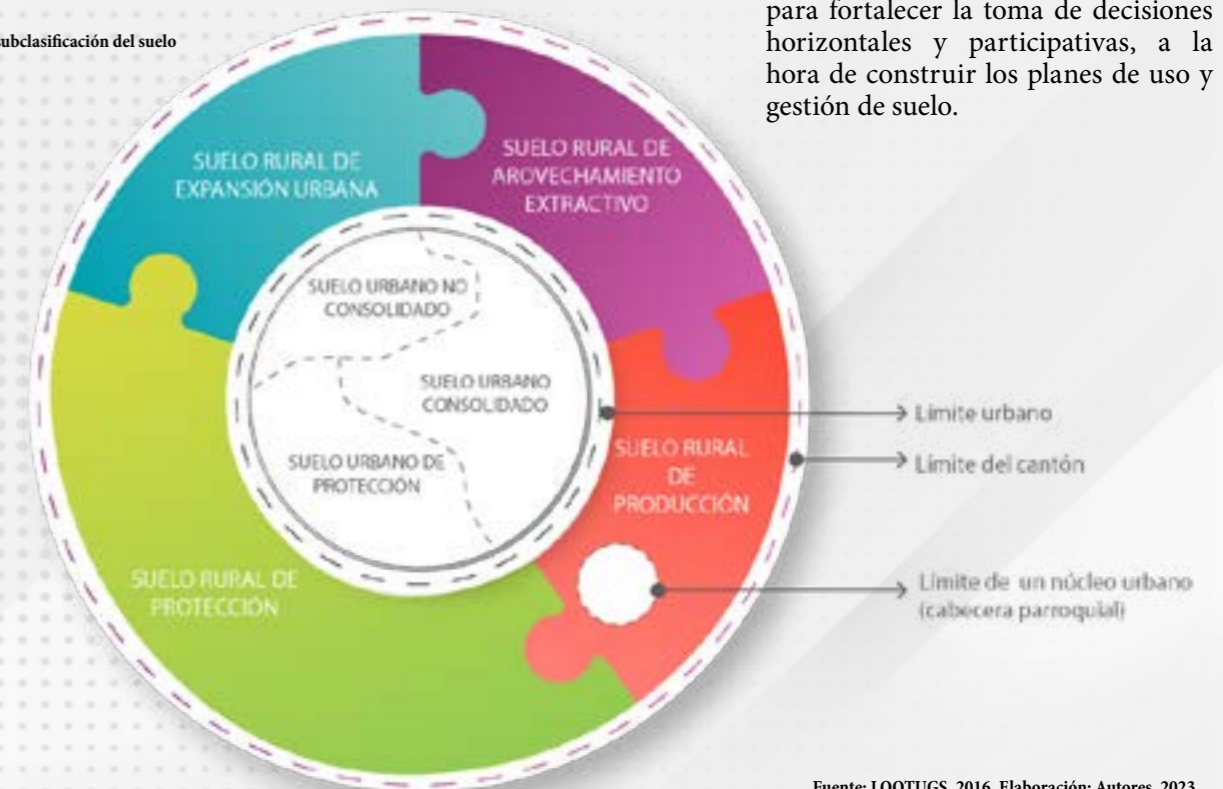 para fortalecer la toma de decisiones
horizontales y participativas, a la
hora de construir los planes de uso y
gestión de suelo.
subclasificación del suelo
SUELO RURAL DE
EXPANSIÓN URBANA
SUELO RURAL DE
AROVECHAMIENTO
EXTRACTIVO
SUELO URBANO NO
CONSOLIDADO
SUELO URBANO
CONSOLIDADO
SUELO URBANO DE
PROTECCIÓN
SUELO RURAL
DE
PRODUCCIÓN
SUELO RURAL DE
PROTECCIÓN
Límite urbano
Límite del cantón
Límite de un núcleo urbano
(cabecera parroquial)
Fuente: LOOTUGS, 2016. Elaboración: Autores, 2023